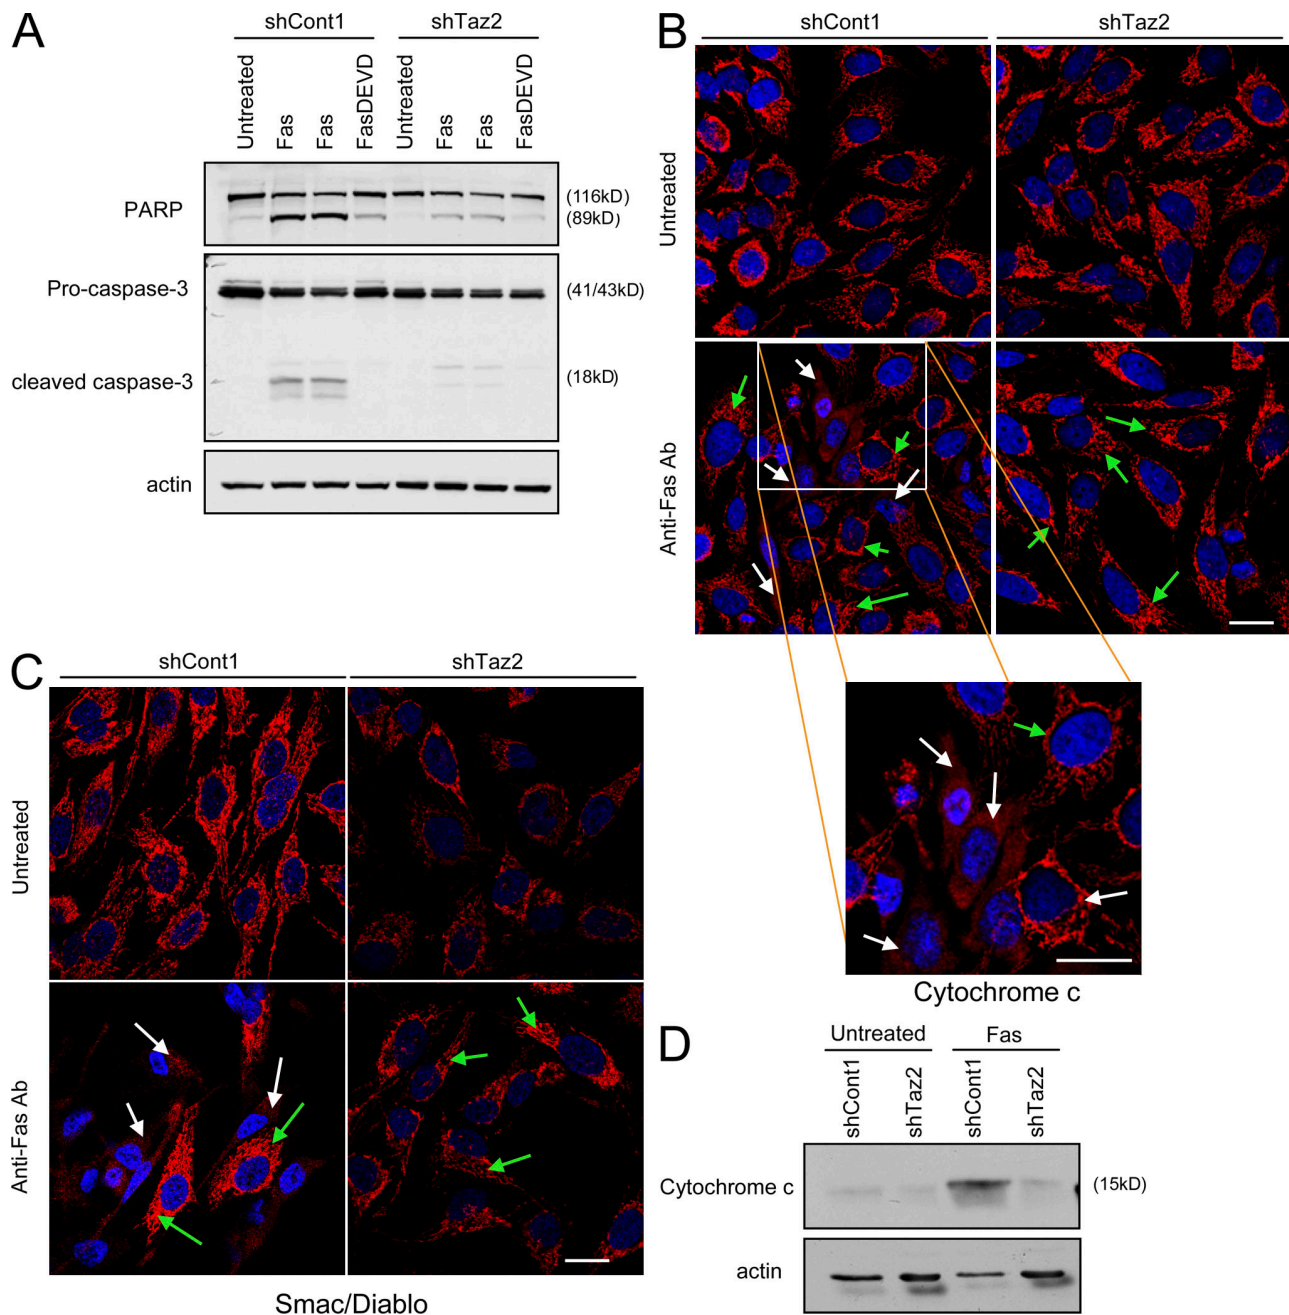 A
shCont1 shTaz2
Untreated Fas Fas FasDEVD Untreated Fas Fas FasDEVD
PARP (116kD)
(89kD)
Pro-caspase-3 (41/43kD)
cleaved caspase-3 (18kD)
actin
B
shCont1 shTaz2
Untreated
Anti-Fas Ab
Cytochrome c
C
shCont1 shTaz2
Untreated
Anti-Fas Ab
Smac/Diablo
D
Untreated Fas
shCont1 shTaz2 shCont1 shTaz2
Cytochrome c (15kD)
actin